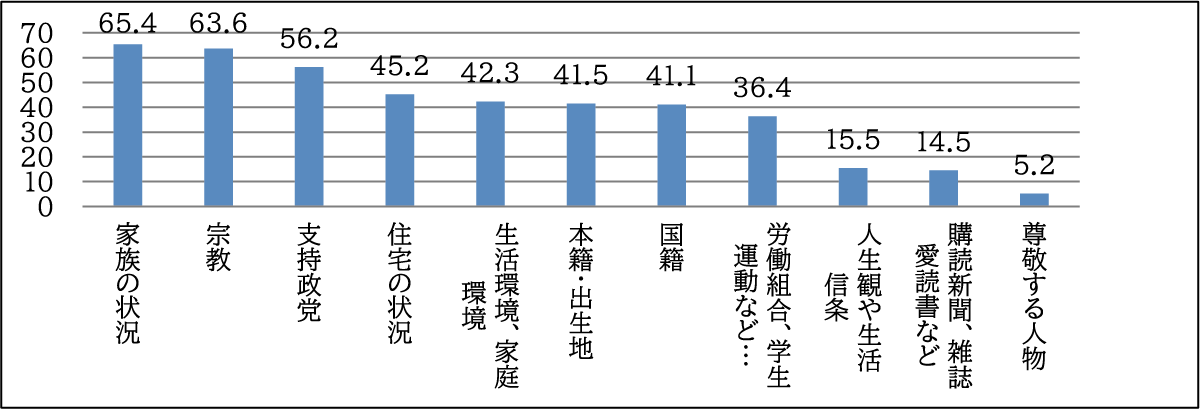 70
60
50
40
30
20
10
0
65.4
63.6
56.2
45.2
42.3
41.5
41.1
36.4
15.5
14.5
5.2
家族の状況
宗教
支持政党
住宅の状況
生活環境、家庭
環境
本籍・出生地
国籍
労働組合、学生
運動など…
人生観や生活
信条
購読新聞、雑誌
愛読書など
尊敬する人物